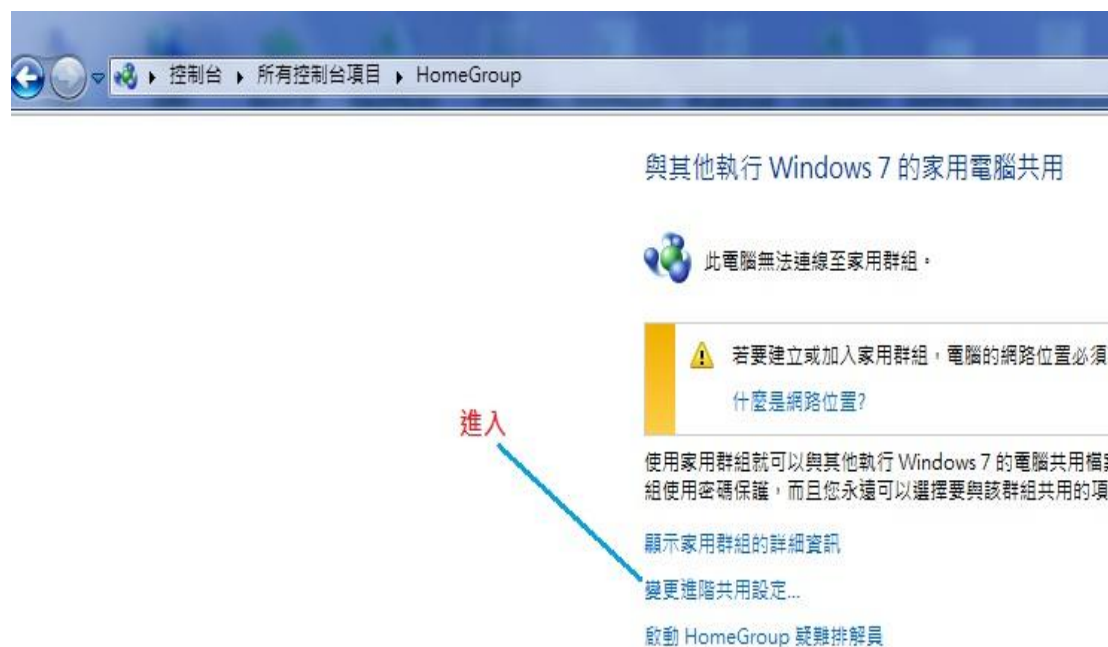 控制台 ▸ 所有控制台項目 ▸ HomeGroup
與其他執行 Windows 7 的家用電腦共用
此電腦無法連線至家用群組。
若要建立或加入家用群組，電腦的網路位置必須
什麼是網路位置?
進入
使用家用群組就可以與其他執行 Windows 7 的電腦共用檔案
組使用密碼保護，而且您永遠可以選擇要與該群組共用的項
顯示家用群組的詳細資訊
變更進階共用設定...
啟動 HomeGroup 疑難排解員